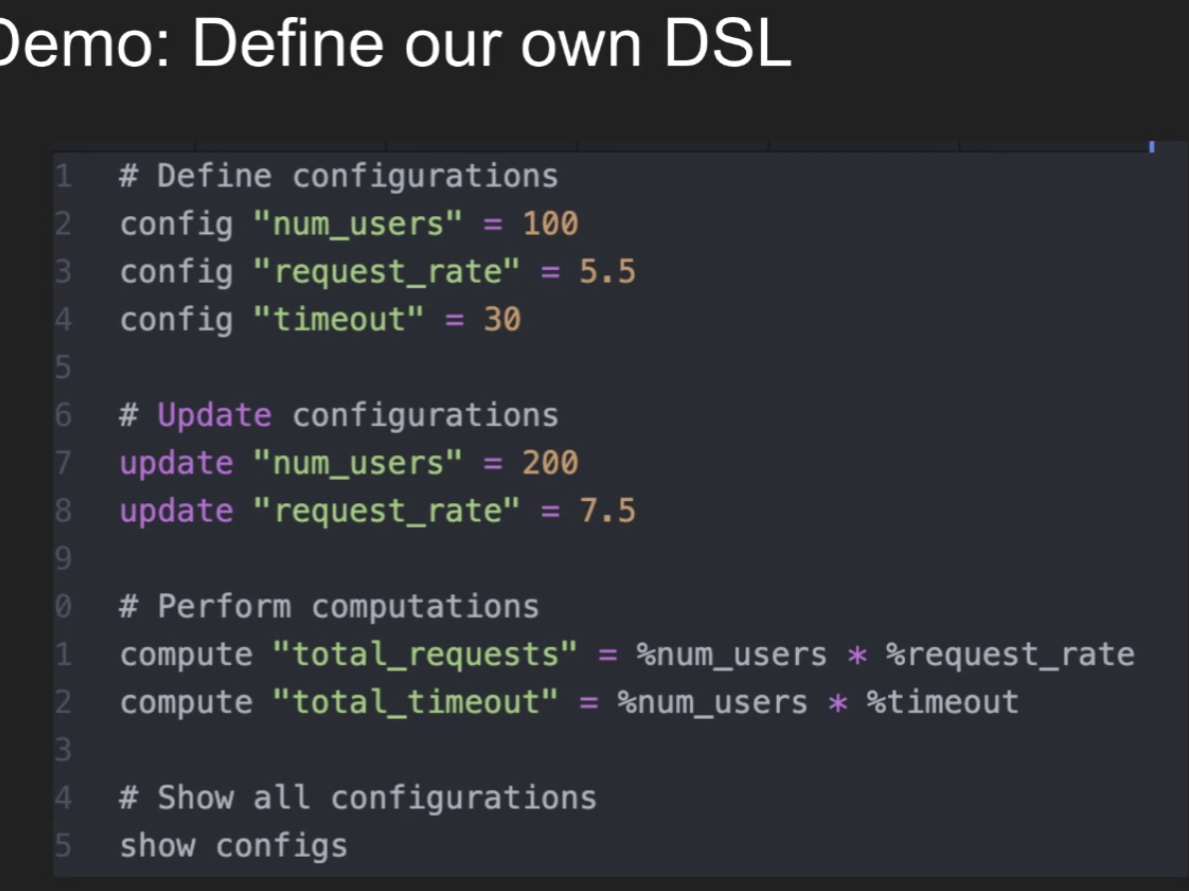 Demo: Define our own DSL
1 # Define configurations
2 config "num_users" = 100
3 config "request_rate" = 5.5
4 config "timeout" = 30
5
6 # Update configurations
7 update "num_users" = 200
8 update "request_rate" = 7.5
9
0 # Perform computations
1 compute "total_requests" = %num_users * %request_rate
2 compute "total_timeout" = %num_users * %timeout
3
4 # Show all configurations
5 show configs